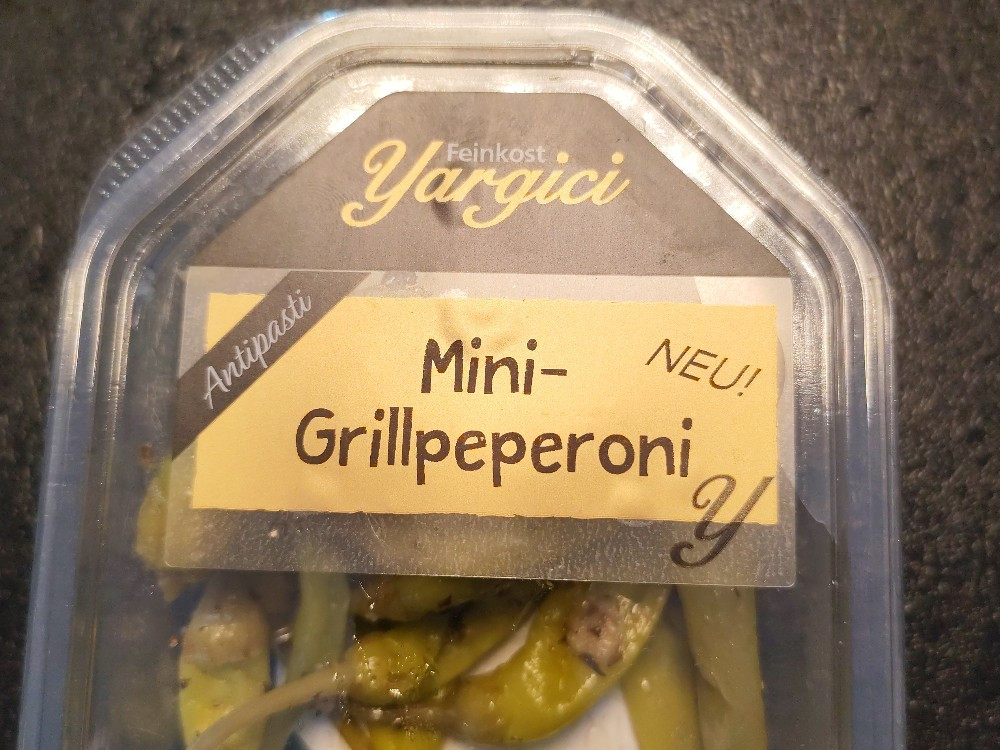 Feinkost
Yargici
Antipasti
NEU!
Mini-
Grillpeperoni
Y